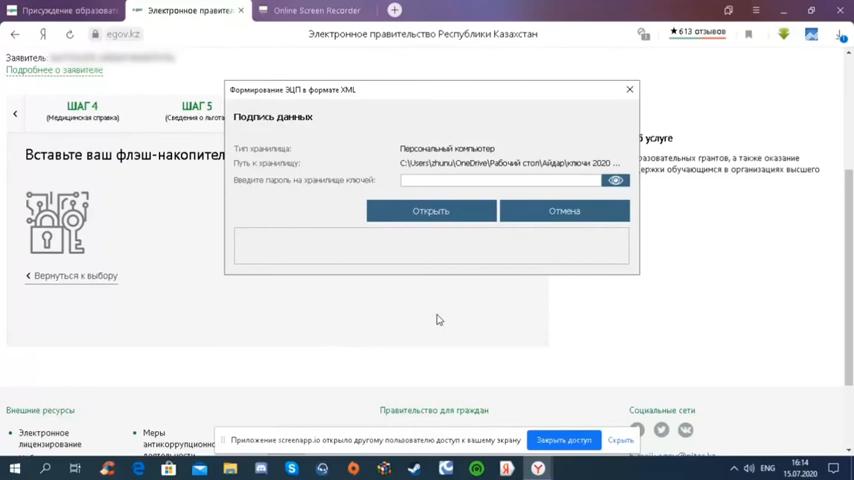 Присуждение образоват
Электронное правител
Online Screen Recorder
egov.kz
Электронное правительство Республики Казахстан
★613 отзывов
Заявитель:
Подробнее о заявителе
ШАГ 4
(Медицинская справка)
ШАГ 5
(Сведения о льгота
Вставьте ваш флэш-накопител
Вернуться к выбору
Формирование ЭЦП в формате XML
Подпись данных
Тип хранилища:
Персональный компьютер
Путь к хранилищу:
C:\Users\zhunu\OneDrive\Рабочий стол\Айдар\ключи 2020 ...
Введите пароль на хранилище ключей:
Открыть
Отмена
б услуге
разовательных грантов, а также оказание
держки обучающимся в организациях высшего
Внешние ресурсы
Правительство для граждан
Социальные сети
Электронное
лицензирование
Меры
антикоррупционно
Приложение screenapp.io открыло другому пользователю доступ к вашему экрану
Закрыть доступ
Скрыть
ENG
16:14
15.07.2020